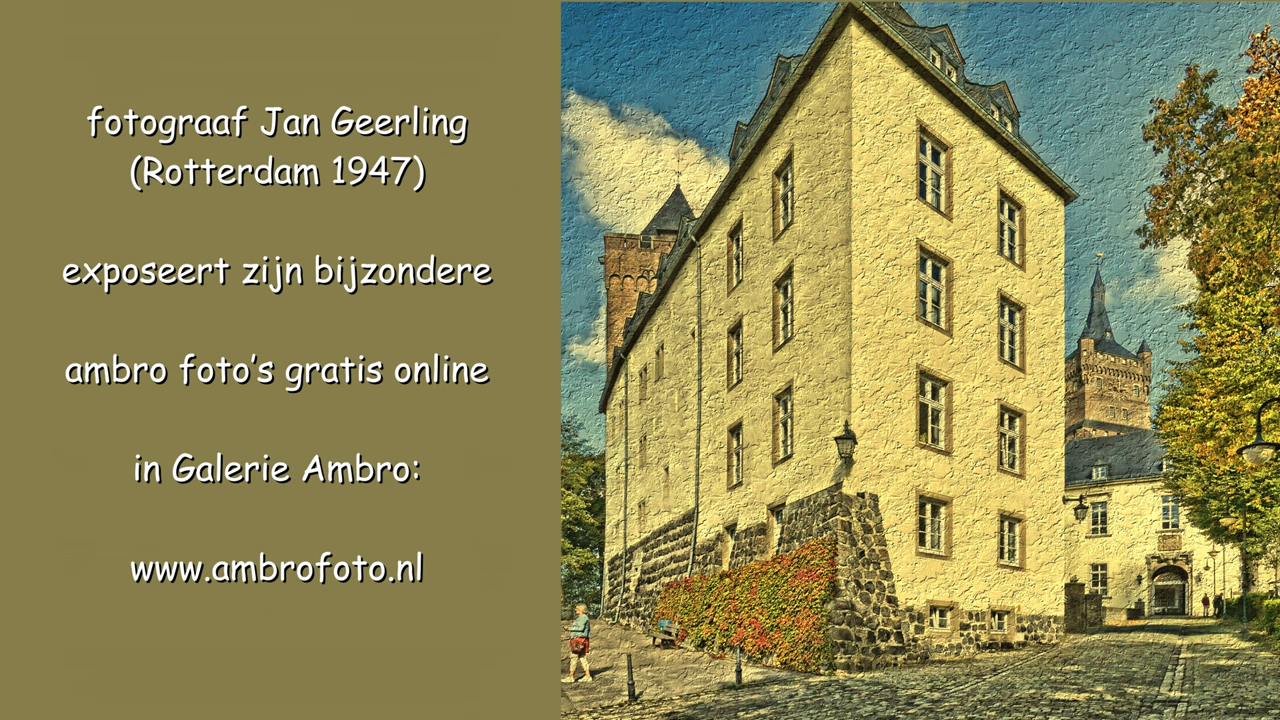 fotograaf Jan Geerling
(Rotterdam 1947)
exposeert zijn bijzondere
ambro foto's gratis online
in Galerie Ambro:
www.ambrofoto.nl